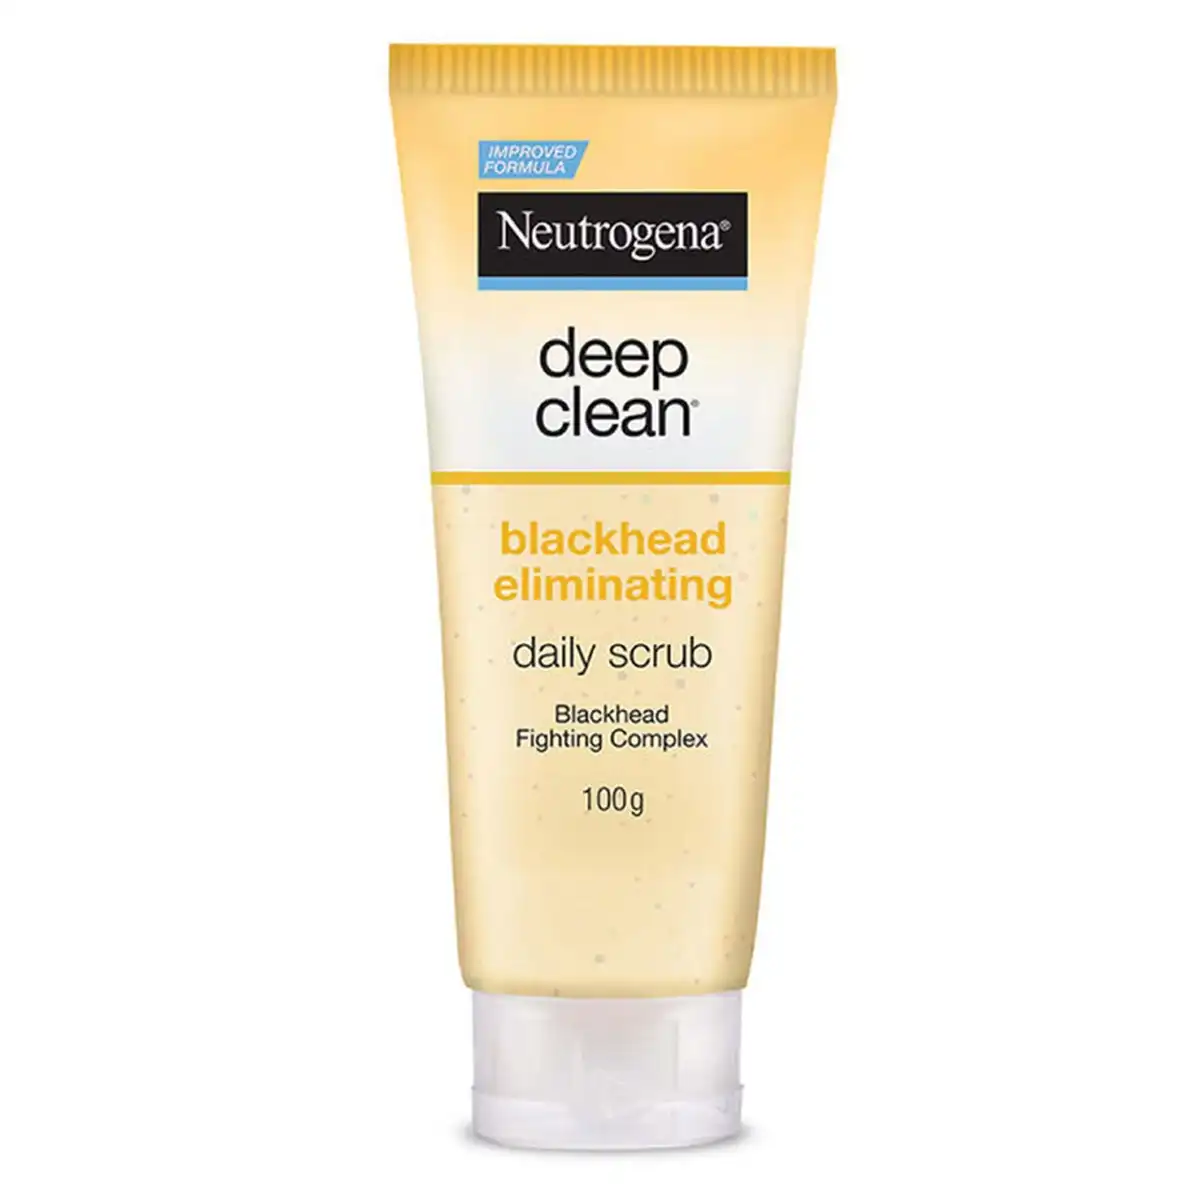 IMPROVED
FORMULA
Neutrogena®
deep
clean®
blackhead
eliminating
daily scrub
Blackhead
Fighting Complex
100g